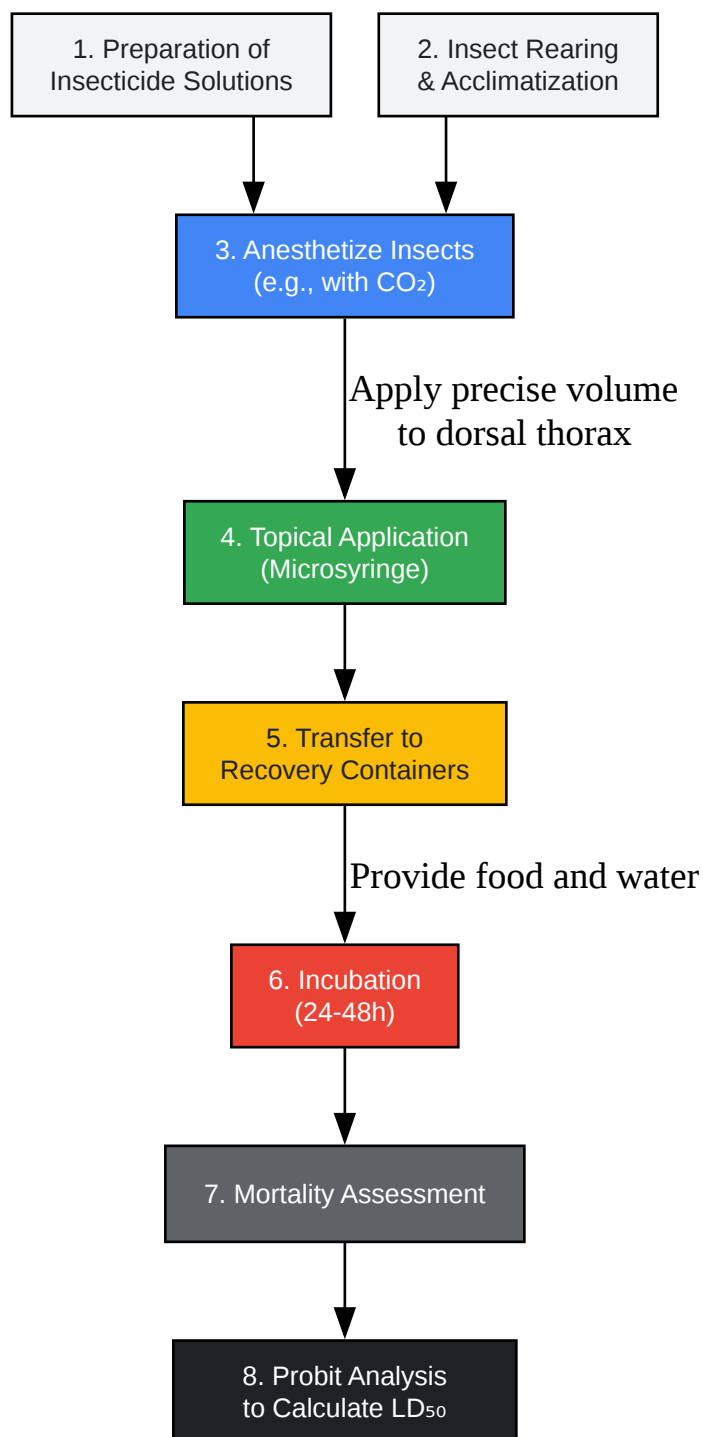 1. Preparation of
Insecticide Solutions
2. Insect Rearing
& Acclimatization
3. Anesthetize Insects
(e.g., with CO₂)
Apply precise volume
to dorsal thorax
4. Topical Application
(Microsyringe)
5. Transfer to
Recovery Containers
Provide food and water
6. Incubation
(24-48h)
7. Mortality Assessment
8. Probit Analysis
to Calculate LD₅₀